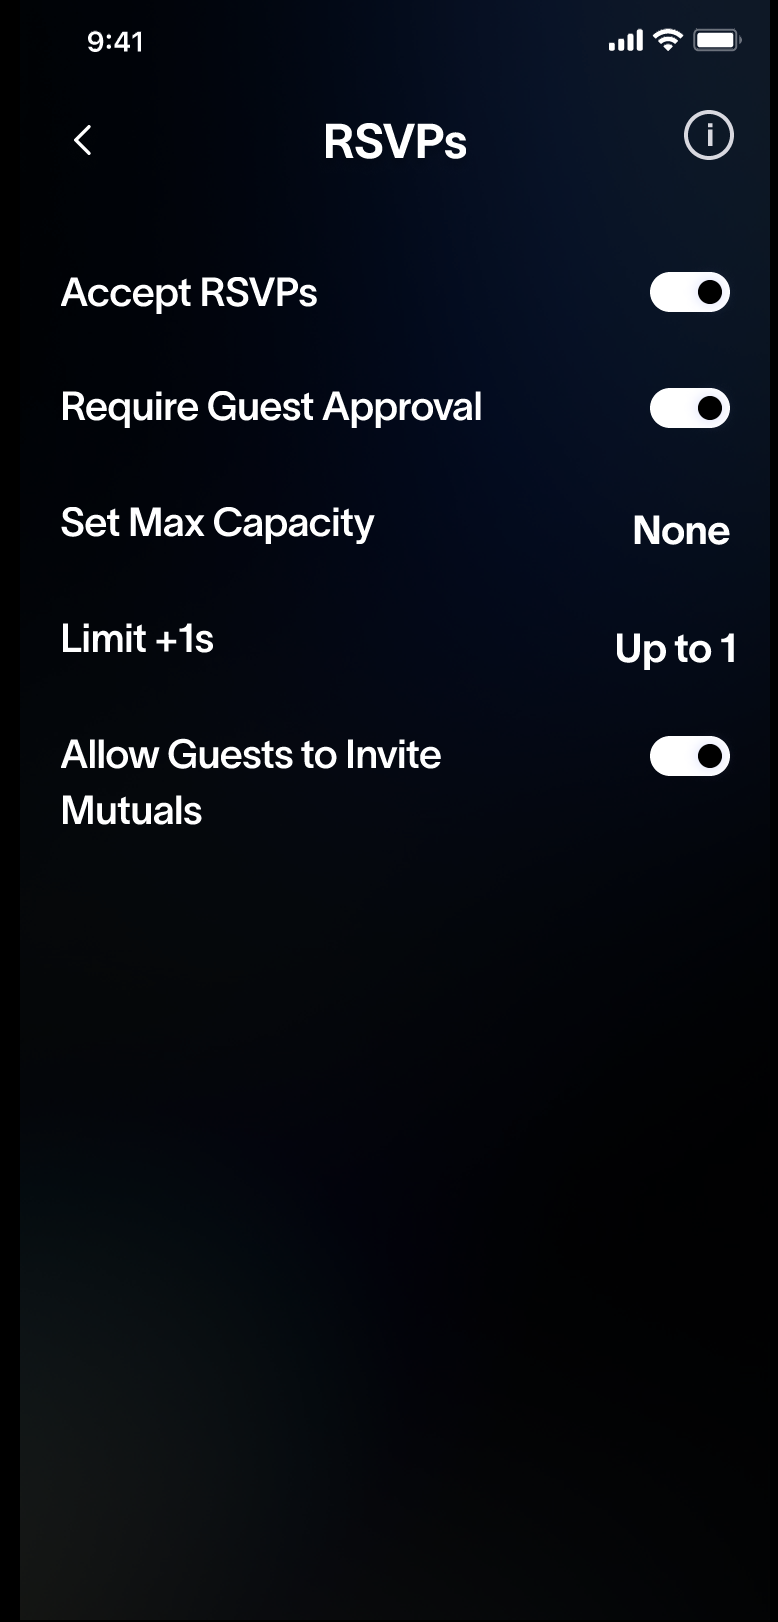 9:41
RSVPs
i
Accept RSVPs
Require Guest Approval
Set Max Capacity
None
Limit +1s
Up to 1
Allow Guests to Invite
Mutuals